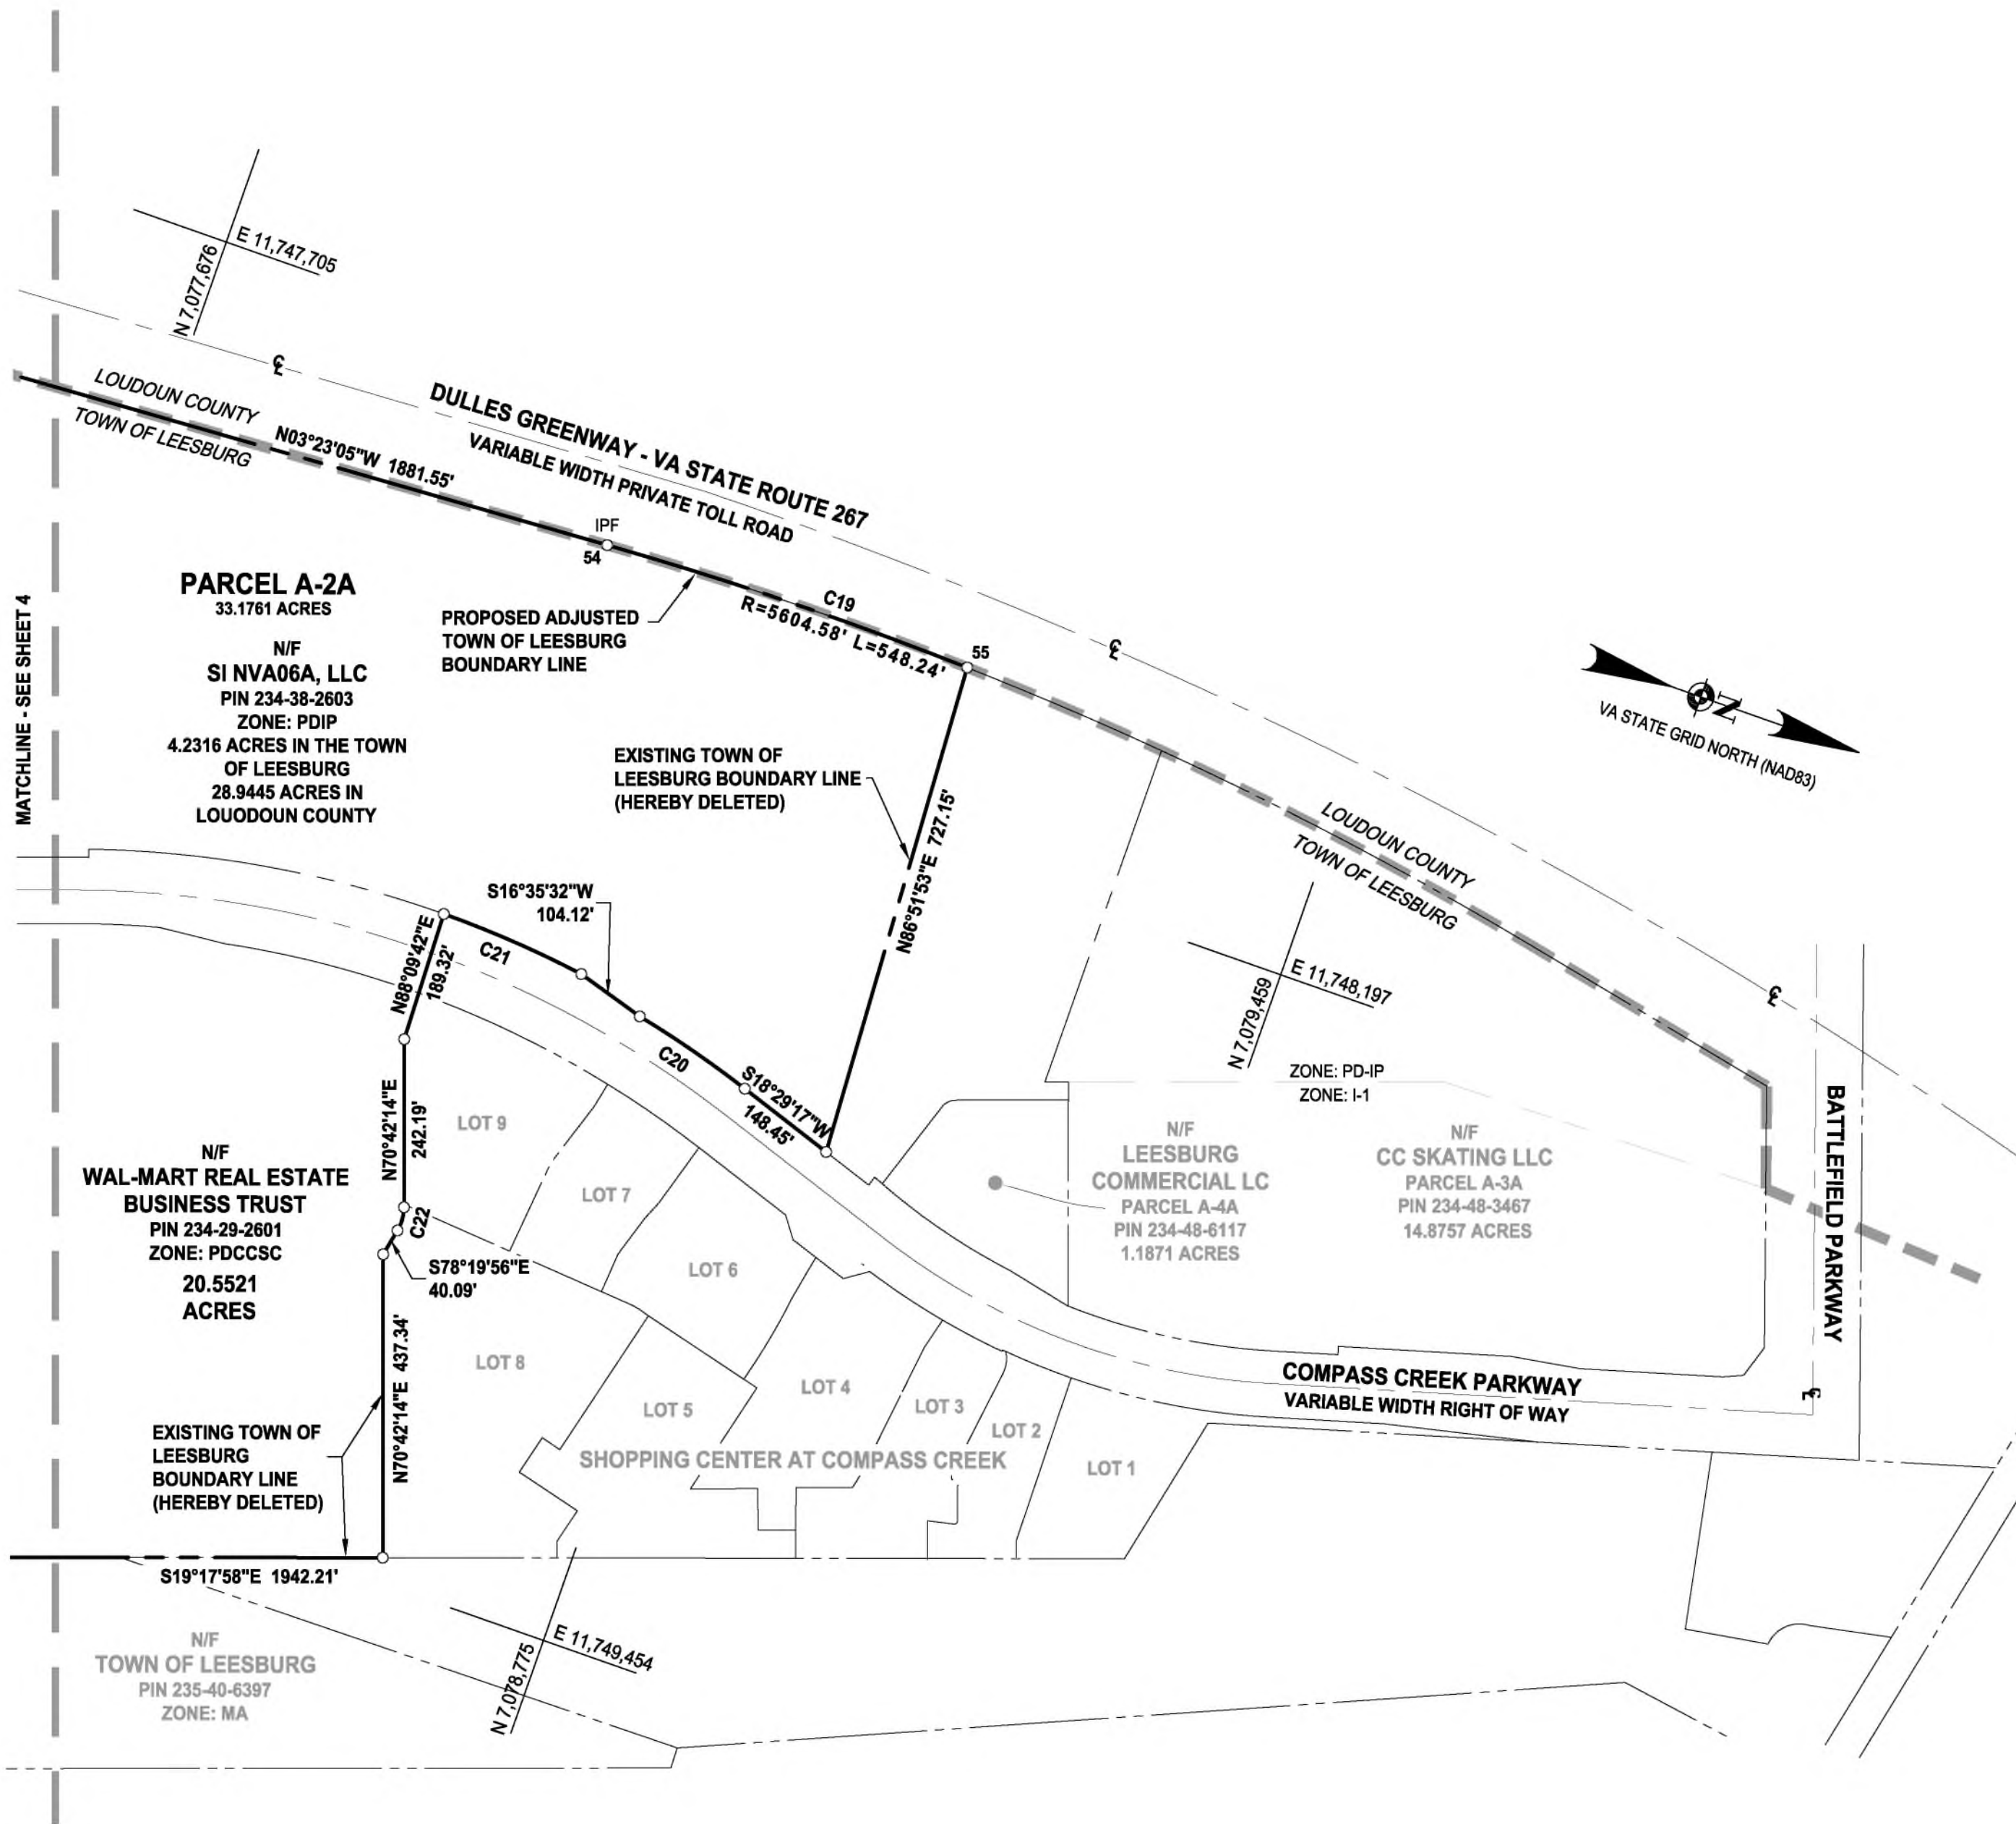 E 11,747,705
N 7,077,676
℄
LOUDOUN COUNTY
TOWN OF LEESBURG
N03°23'05"W 1881.55'
DULLES GREENWAY - VA STATE ROUTE 267
VARIABLE WIDTH PRIVATE TOLL ROAD
IPF
54
C19
R=5604.58' L=548.24'
55
℄
MATCHLINE - SEE SHEET 4
PARCEL A-2A
33.1761 ACRES
N/F
SI NVA06A, LLC
PIN 234-38-2603
ZONE: PDIP
4.2316 ACRES IN THE TOWN
OF LEESBURG
28.9445 ACRES IN
LOUODOUN COUNTY
PROPOSED ADJUSTED
TOWN OF LEESBURG
BOUNDARY LINE
EXISTING TOWN OF
LEESBURG BOUNDARY LINE
(HEREBY DELETED)
N86°51'53"E 727.15'
N
VA STATE GRID NORTH (NAD83)
LOUDOUN COUNTY
TOWN OF LEESBURG
S16°35'32"W
104.12'
N88°09'42"E
189.32'
C21
C20
S18°29'17"W
148.45'
E 11,748,197
N 7,079,459
℄
ZONE: PD-IP
ZONE: I-1
N70°42'14"E
242.19'
C22
S78°19'56"E
40.09'
N/F
WAL-MART REAL ESTATE
BUSINESS TRUST
PIN 234-29-2601
ZONE: PDCCSC
20.5521
ACRES
LOT 9
LOT 7
LOT 6
LOT 8
LOT 5
LOT 4
LOT 3
LOT 2
LOT 1
SHOPPING CENTER AT COMPASS CREEK
N/F
LEESBURG
COMMERCIAL LC
PARCEL A-4A
PIN 234-48-6117
1.1871 ACRES
N/F
CC SKATING LLC
PARCEL A-3A
PIN 234-48-3467
14.8757 ACRES
BATTLEFIELD PARKWAY
COMPASS CREEK PARKWAY
VARIABLE WIDTH RIGHT OF WAY
℄
N70°42'14"E 437.34'
EXISTING TOWN OF
LEESBURG
BOUNDARY LINE
(HEREBY DELETED)
S19°17'58"E 1942.21'
N/F
TOWN OF LEESBURG
PIN 235-40-6397
ZONE: MA
E 11,749,454
N 7,078,775